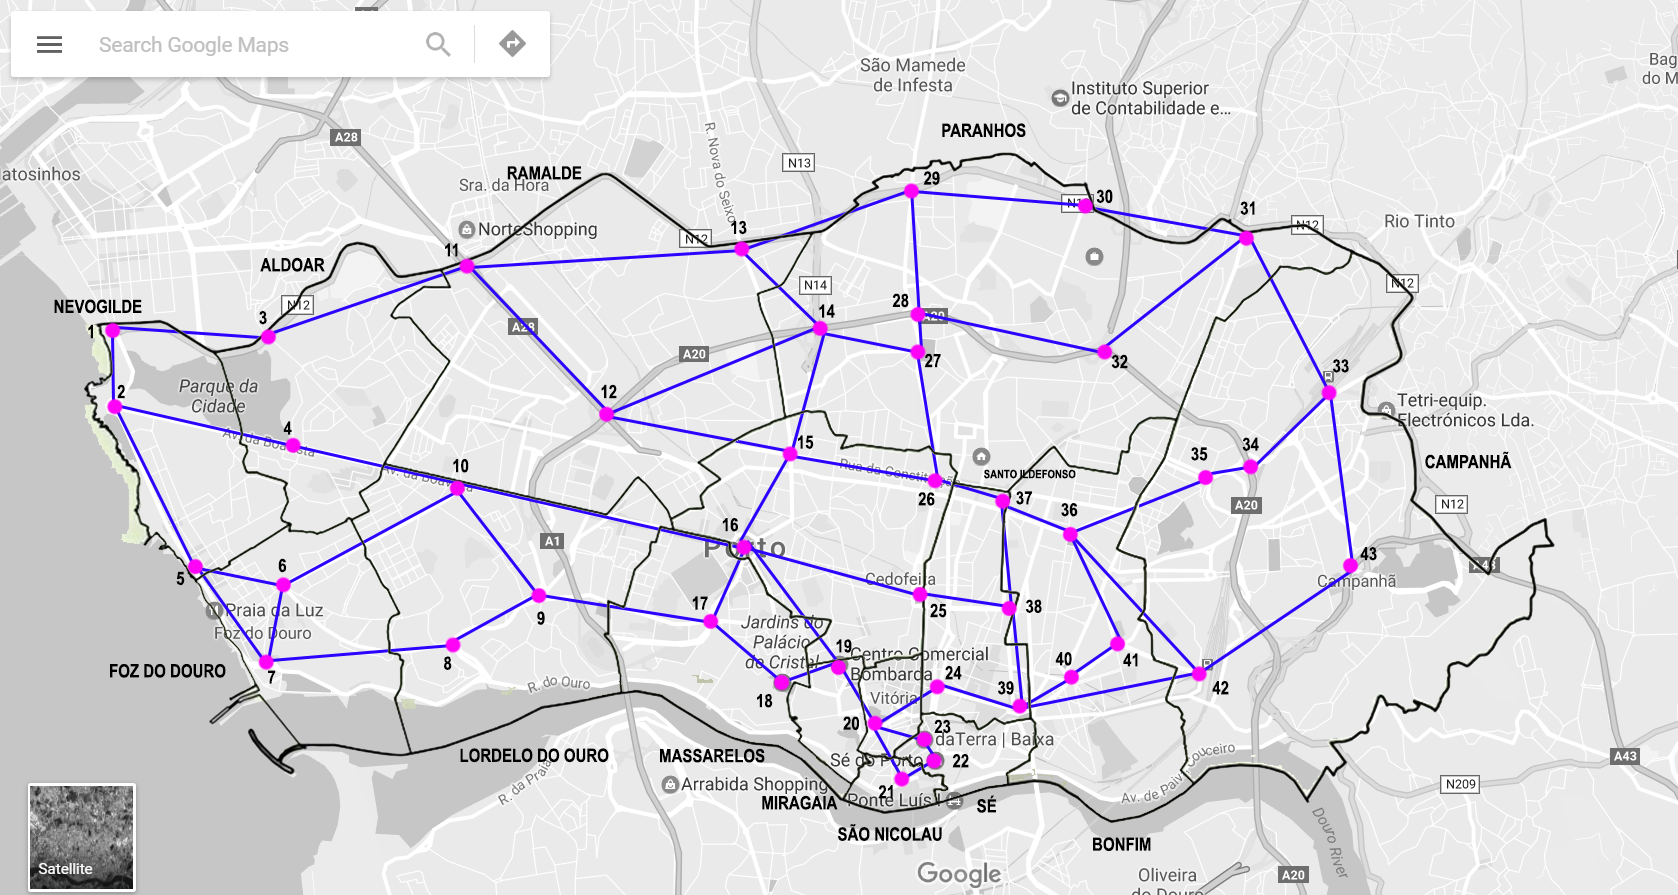 Search Google Maps
São Mamede
de Infesta
Instituto Superior
de Contabilidade e...
Bag
do M
A28
PARANHOS
N13
R. Nova do Seixo
RAMALDE
Sra. da Hora
atosinhos
29
30
31
N12
Rio Tinto
NorteShopping
13
N12
11
ALDOAR
N12
N14
NEVOGILDE
N12
1
3
28
14
A20
27
32
33
A20
12
Parque da
Cidade
2
4
Av. da Boavista
10
Av. da Boavista
15
Rua da Constituição
26
SANTO ILDEFONSO
37
35
34
Tetri-equip.
Electrónicos Lda.
CAMPANHÃ
N12
A20
36
16
Porto
A1
43
Campanhã
5
6
Cedofeita
25
38
Praia da Luz
Foz do Douro
9
17
Jardins do
Palácio
de Cristal
FOZ DO DOURO
7
8
19
Centro Comercial
Bombarda
24
Vitória
40
41
42
39
R. do Ouro
18
20
23
daTerra | Baixa
Sé do Porto
22
LORDELO DO OURO
MASSARELOS
Arrabida Shopping
21
MIRAGAIA
Ponte Luís I
SÉ
Av. de Paiva Couceiro
A43
N209
R. da Praia
SÃO NICOLAU
BONFIM
Douro River
Satellite
Google
Oliveira
do Douro
A20